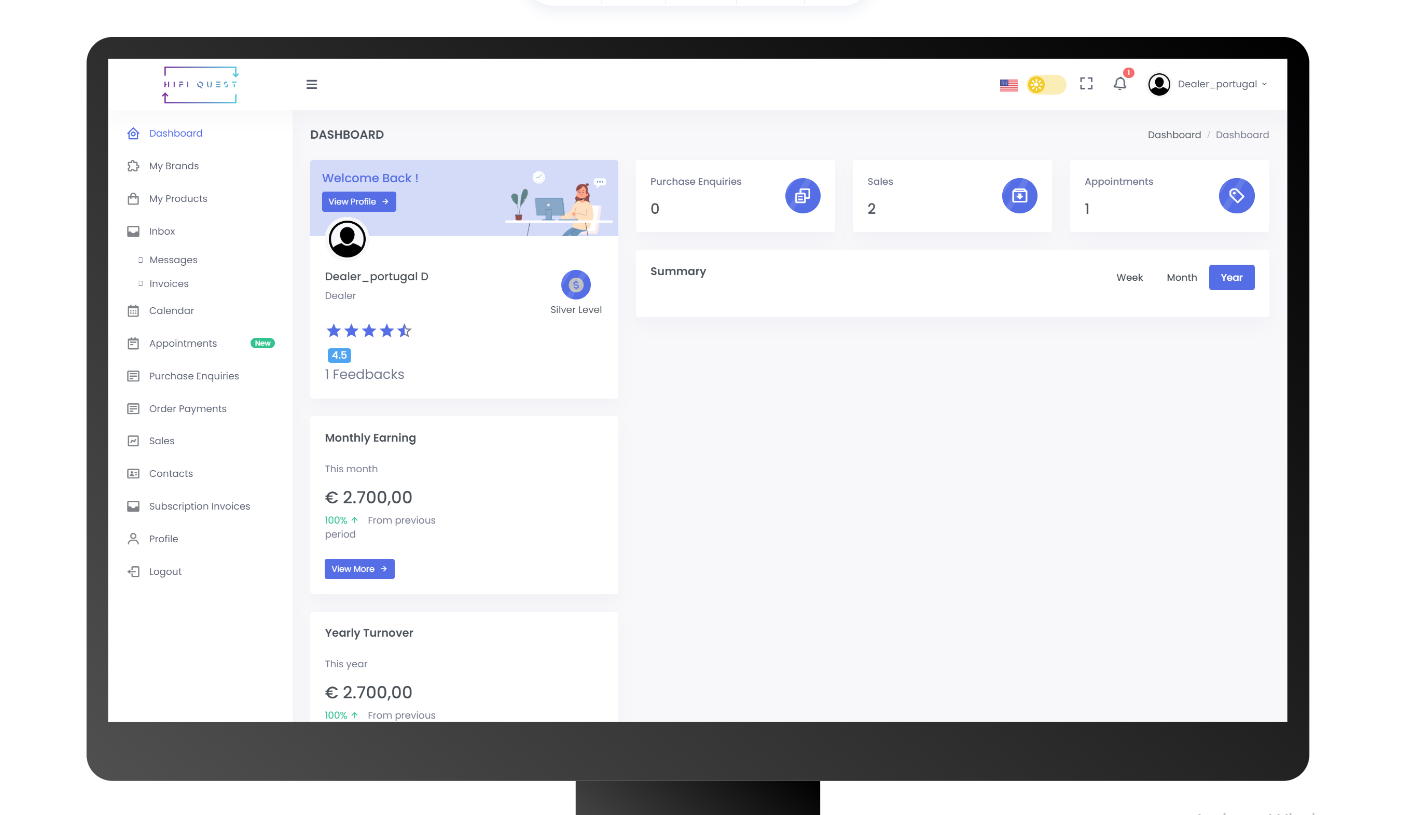 HIFI QUEST
1
Dealer_portugal
Dashboard
My Brands
My Products
Inbox
Messages
Invoices
Calendar
Appointments New
Purchase Enquiries
Order Payments
Sales
Contacts
Subscription Invoices
Profile
Logout
DASHBOARD
Dashboard / Dashboard
Welcome Back !
View Profile
Dealer_portugal D
Dealer
Silver Level
4.5
1 Feedbacks
Purchase Enquiries
0
Sales
2
Appointments
1
Summary
Week Month Year
Monthly Earning
This month
€ 2.700,00
100% ↑ From previous
period
View More →
Yearly Turnover
This year
€ 2.700,00
100% ↑ From previous